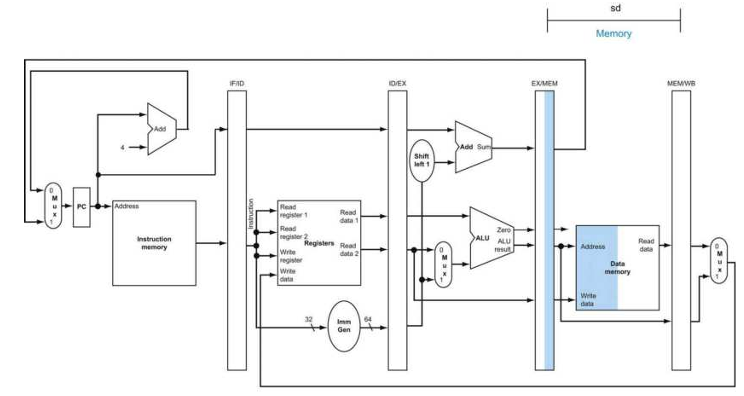 sd
Memory
IF/ID
ID/EX
EX/MEM
MEM/WB
Add
4
Add Sum
Shift
left 1
0
M
u
x
1
PC
Address
Instruction
memory
Instruction
Read
register 1
Read
register 2
Write
register
Write
data
Registers
Read
data 1
Read
data 2
0
M
u
x
1
ALU
Zero
ALU
result
Address
Read
data
Data
memory
Write
data
0
M
u
x
1
32
Imm
Gen
64